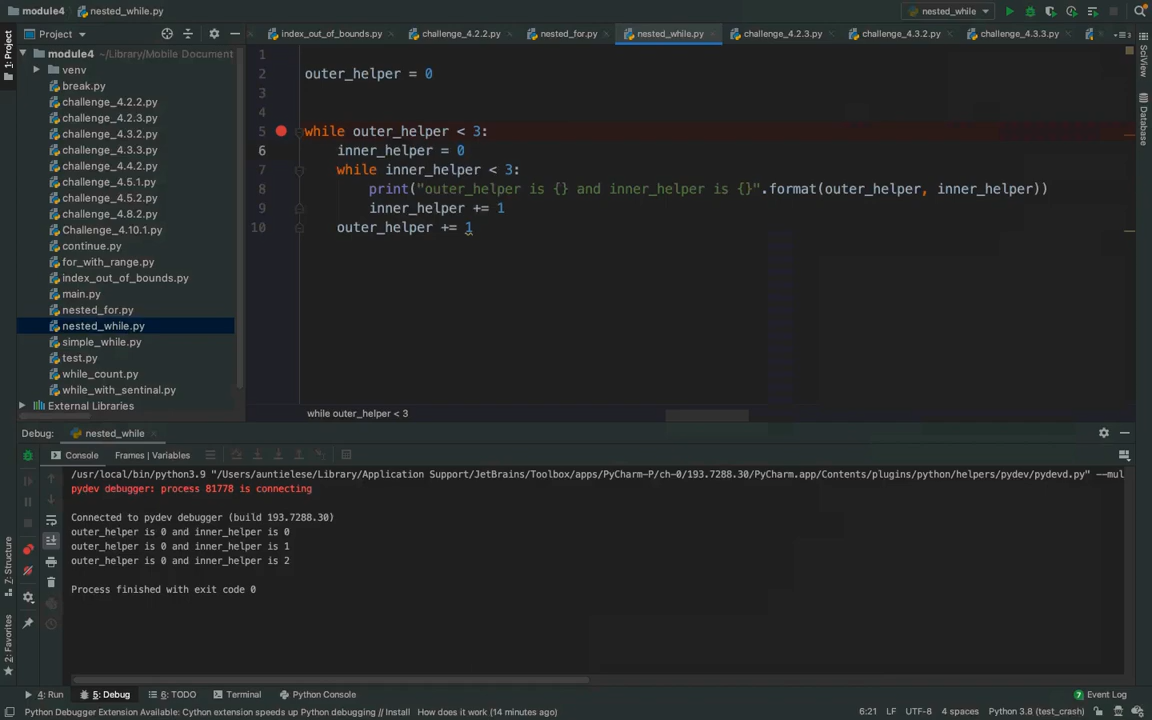 module4 nested_while.py
nested_while
1: Project
Project
index_out_of_bounds.py challenge_4.2.2.py nested_for.py nested_while.py challenge_4.2.3.py challenge_4.3.2.py challenge_4.3.3.py
module4 ~/Library/Mobile Document
venv
break.py
challenge_4.2.2.py
challenge_4.2.3.py
challenge_4.3.2.py
challenge_4.3.3.py
challenge_4.4.2.py
challenge_4.5.1.py
challenge_4.5.2.py
challenge_4.8.2.py
Challenge_4.10.1.py
continue.py
for_with_range.py
index_out_of_bounds.py
main.py
nested_for.py
nested_while.py
simple_while.py
test.py
while_count.py
while_with_sentinal.py
External Libraries
1
2 outer_helper = 0
3
4
5 while outer_helper < 3:
6 inner_helper = 0
7 while inner_helper < 3:
8 print("outer_helper is {} and inner_helper is {}".format(outer_helper, inner_helper))
9 inner_helper += 1
10 outer_helper += 1
while outer_helper < 3
SciView
Database
Debug: nested_while
Console Frames | Variables
/usr/local/bin/python3.9 "/Users/auntielese/Library/Application Support/JetBrains/Toolbox/apps/PyCharm-P/ch-0/193.7288.30/PyCharm.app/Contents/plugins/python/helpers/pydev/pydevd.py" --mul
pydev debugger: process 81778 is connecting
Connected to pydev debugger (build 193.7288.30)
outer_helper is 0 and inner_helper is 0
outer_helper is 0 and inner_helper is 1
outer_helper is 0 and inner_helper is 2
Process finished with exit code 0
Z: Structure
2: Favorites
4: Run 5: Debug 6: TODO Terminal Python Console Event Log
Python Debugger Extension Available: Cython extension speeds up Python debugging // Install How does it work (14 minutes ago) 6:21 LF UTF-8 4 spaces Python 3.8 (test_crash)